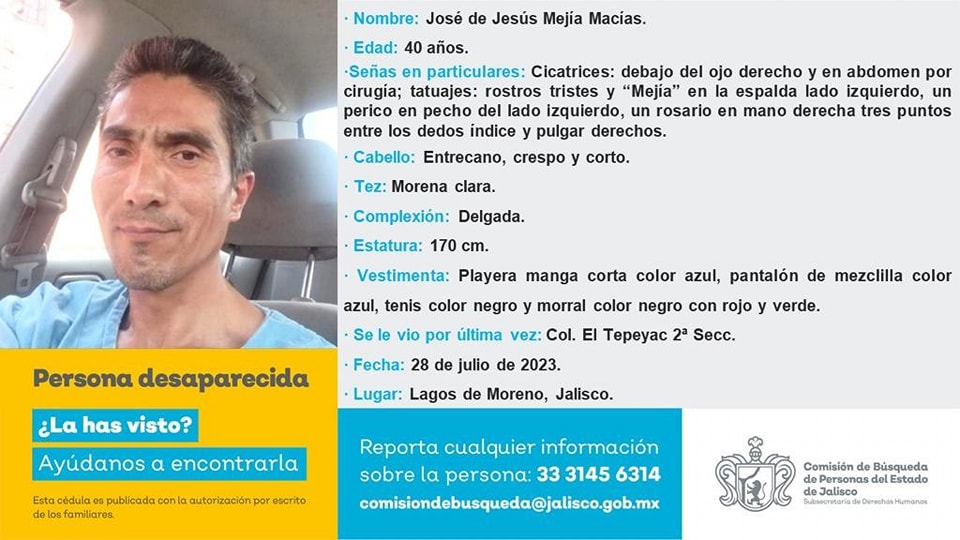 · Nombre: José de Jesús Mejía Macías.
· Edad: 40 años.
·Señas en particulares: Cicatrices: debajo del ojo derecho y en abdomen por
cirugía; tatuajes: rostros tristes y “Mejía” en la espalda lado izquierdo, un
perico en pecho del lado izquierdo, un rosario en mano derecha tres puntos
entre los dedos índice y pulgar derechos.
· Cabello: Entrecano, crespo y corto.
· Tez: Morena clara.
· Complexión: Delgada.
· Estatura: 170 cm.
· Vestimenta: Playera manga corta color azul, pantalón de mezclilla color
azul, tenis color negro y morral color negro con rojo y verde.
· Se le vio por última vez: Col. El Tepeyac 2ª Secc.
· Fecha: 28 de julio de 2023.
· Lugar: Lagos de Moreno, Jalisco.
Persona desaparecida
¿La has visto?
Ayúdanos a encontrarla
Esta cédula es publicada con la autorización por escrito
de los familiares.
Reporta cualquier información
sobre la persona: 33 3145 6314
comisiondebusqueda@jalisco.gob.mx
Comisión de Búsqueda
de Personas del Estado
de Jalisco
Subsecretaría de Derechos Humanos